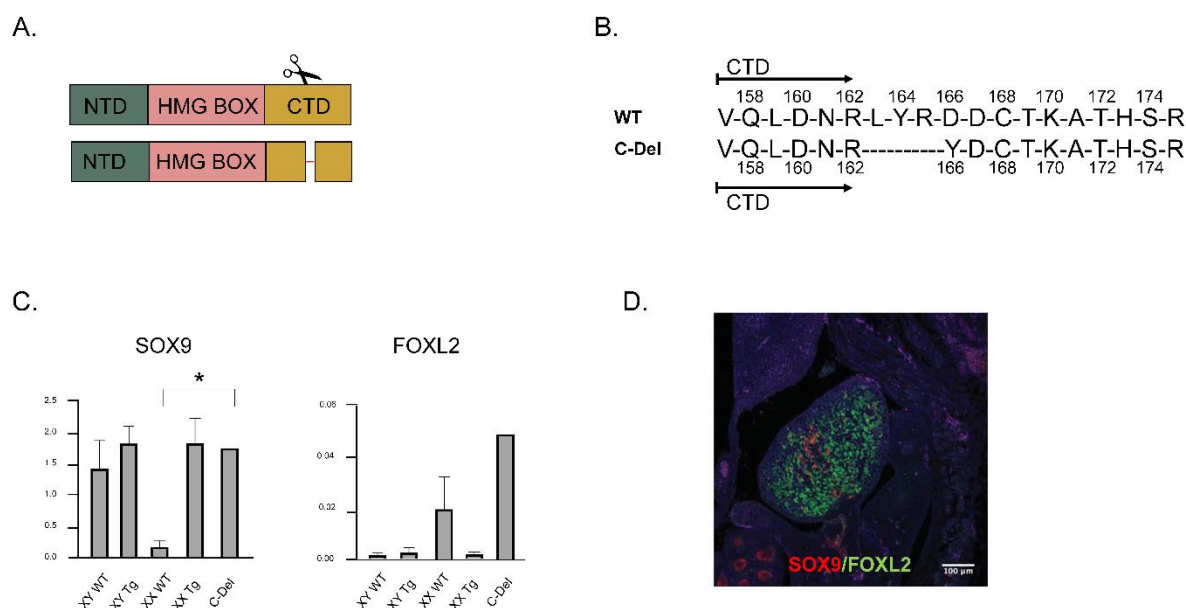 A.
NTD HMG BOX CTD
NTD HMG BOX
B.
CTD
158 160 162 164 166 168 170 172 174
WT V-Q-L-D-N-R-L-Y-R-D-D-C-T-K-A-T-H-S-R
C-Del V-Q-L-D-N-R----------Y-D-C-T-K-A-T-H-S-R
158 160 162 166 168 170 172 174
CTD
C.
SOX9
*
2.5
2.0
1.5
1.0
0.5
0.0
XY WT XY Tg XX WT XX Tg C-Del
FOXL2
0.06
0.04
0.02
0.00
XY WT XY Tg XX WT XX Tg C-Del
D.
SOX9/FOXL2
100 µm